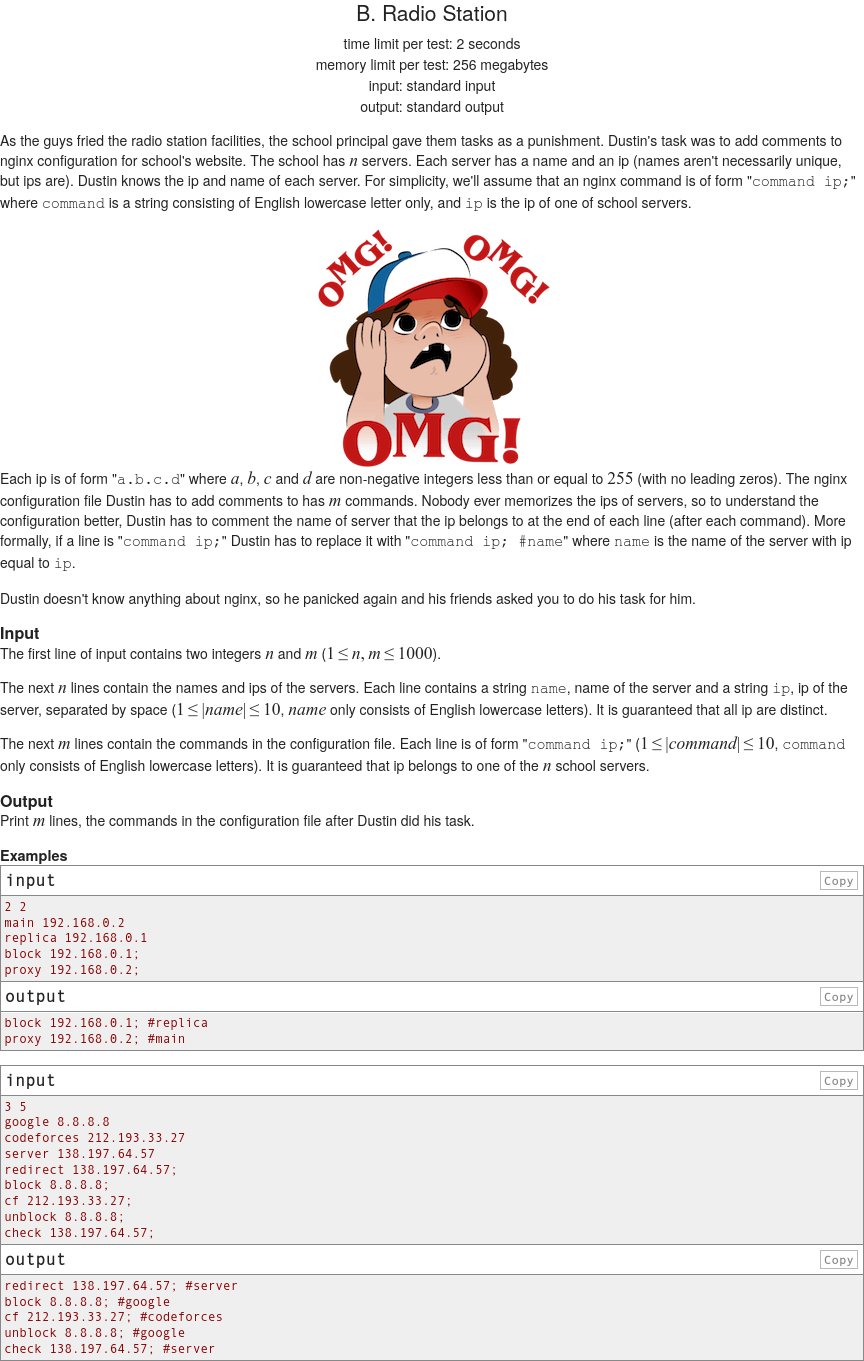 B. Radio Station
time limit per test: 2 seconds
memory limit per test: 256 megabytes
input: standard input
output: standard output
As the guys fried the radio station facilities, the school principal gave them tasks as a punishment. Dustin's task was to add comments to
nginx configuration for school's website. The school has n servers. Each server has a name and an ip (names aren't necessarily unique,
but ips are). Dustin knows the ip and name of each server. For simplicity, we'll assume that an nginx command is of form "command ip;"
where command is a string consisting of English lowercase letter only, and ip is the ip of one of school servers.
OMG! OMG!
OMG!
Each ip is of form "a.b.c.d" where a, b, c and d are non-negative integers less than or equal to 255 (with no leading zeros). The nginx
configuration file Dustin has to add comments to has m commands. Nobody ever memorizes the ips of servers, so to understand the
configuration better, Dustin has to comment the name of server that the ip belongs to at the end of each line (after each command). More
formally, if a line is "command ip;" Dustin has to replace it with "command ip; #name" where name is the name of the server with ip
equal to ip.
Dustin doesn't know anything about nginx, so he panicked again and his friends asked you to do his task for him.
Input
The first line of input contains two integers n and m (1 ≤ n, m ≤ 1000).
The next n lines contain the names and ips of the servers. Each line contains a string name, name of the server and a string ip, ip of the
server, separated by space (1 ≤ |name| ≤ 10, name only consists of English lowercase letters). It is guaranteed that all ip are distinct.
The next m lines contain the commands in the configuration file. Each line is of form "command ip;" (1 ≤ |command| ≤ 10, command
only consists of English lowercase letters). It is guaranteed that ip belongs to one of the n school servers.
Output
Print m lines, the commands in the configuration file after Dustin did his task.
Examples
input Copy
2 2
main 192.168.0.2
replica 192.168.0.1
block 192.168.0.1;
proxy 192.168.0.2;
output Copy
block 192.168.0.1; #replica
proxy 192.168.0.2; #main
input Copy
3 5
google 8.8.8.8
codeforces 212.193.33.27
server 138.197.64.57
redirect 138.197.64.57;
block 8.8.8.8;
cf 212.193.33.27;
unblock 8.8.8.8;
check 138.197.64.57;
output Copy
redirect 138.197.64.57; #server
block 8.8.8.8; #google
cf 212.193.33.27; #codeforces
unblock 8.8.8.8; #google
check 138.197.64.57; #server